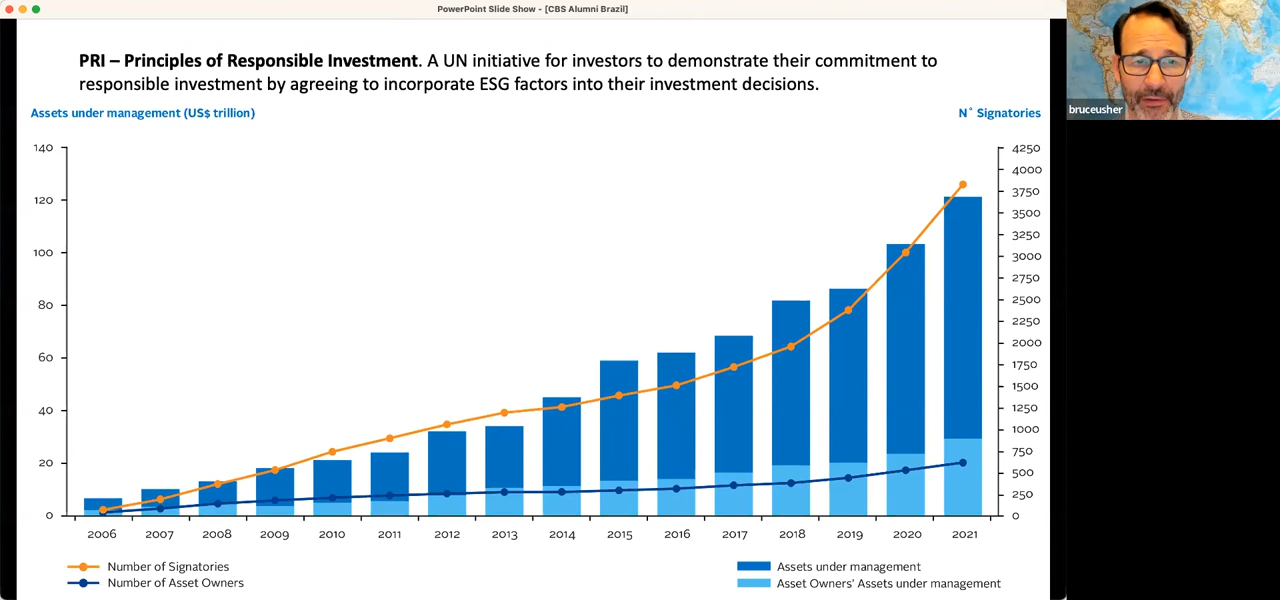 PowerPoint Slide Show - [CBS Alumni Brazil]
PRI – Principles of Responsible Investment. A UN initiative for investors to demonstrate their commitment to
responsible investment by agreeing to incorporate ESG factors into their investment decisions.
bruceusher
Assets under management (US$ trillion)
N° Signatories
140
120
100
80
60
40
20
0
4250
4000
3750
3500
3250
3000
2750
2500
2250
2000
1750
1500
1250
1000
750
500
250
0
2006 2007 2008 2009 2010 2011 2012 2013 2014 2015 2016 2017 2018 2019 2020 2021
Number of Signatories
Number of Asset Owners
Assets under management
Asset Owners' Assets under management